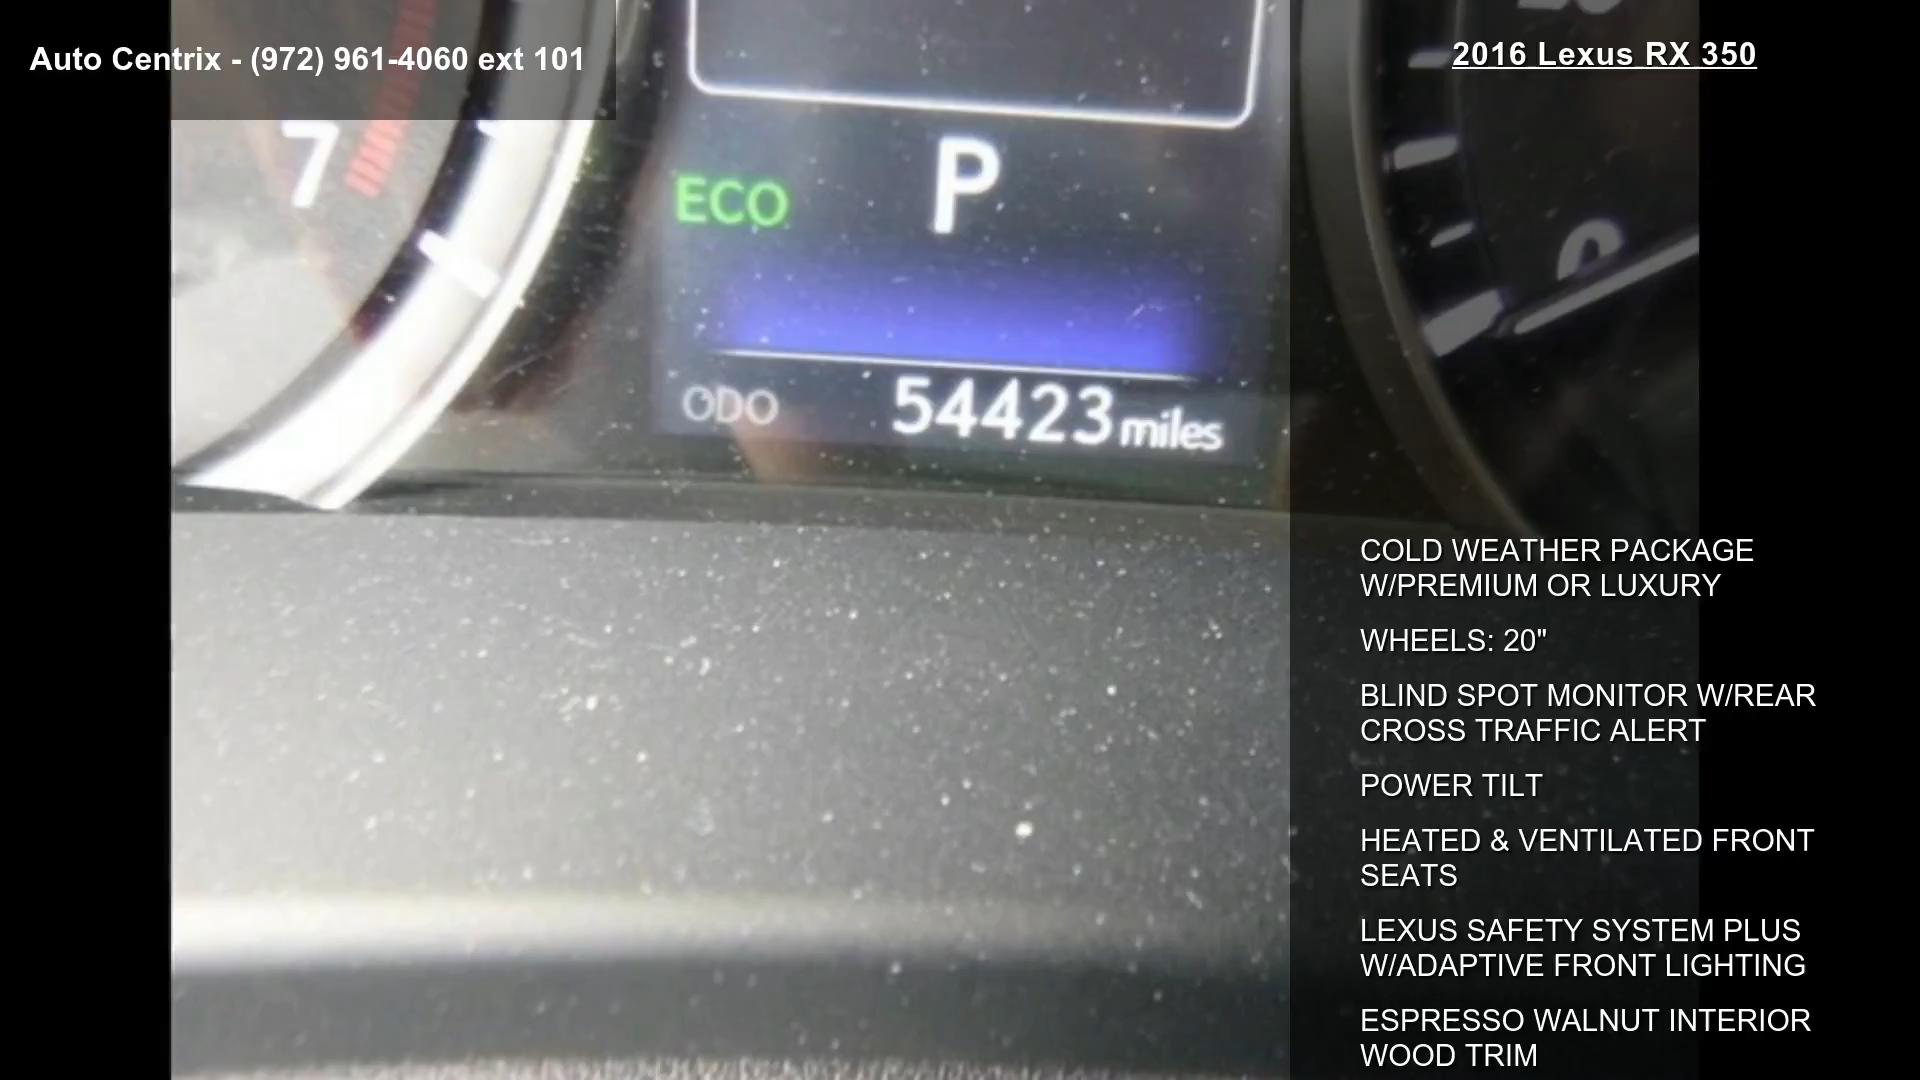 Auto Centrix - (972) 961-4060 ext 101
2016 Lexus RX 350
7
P
ECO
0
ODO 54423 miles
COLD WEATHER PACKAGE
W/PREMIUM OR LUXURY
WHEELS: 20"
BLIND SPOT MONITOR W/REAR
CROSS TRAFFIC ALERT
POWER TILT
HEATED & VENTILATED FRONT
SEATS
LEXUS SAFETY SYSTEM PLUS
W/ADAPTIVE FRONT LIGHTING
ESPRESSO WALNUT INTERIOR
WOOD TRIM